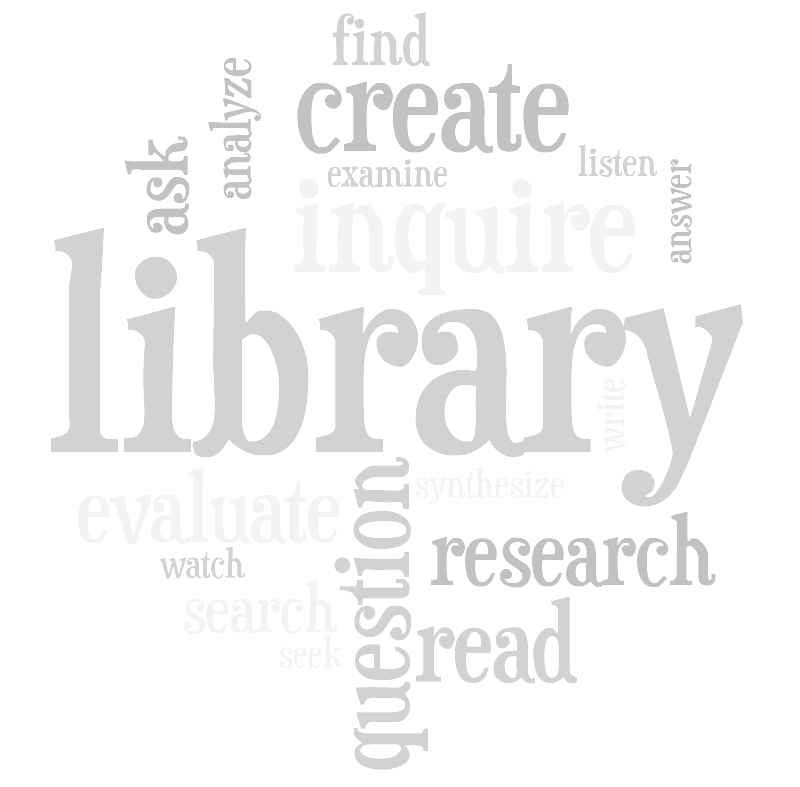 find
create
analyze
ask
examine
listen
answer
inquire
library
write
question
synthesize
evaluate
research
watch
search
read
seek